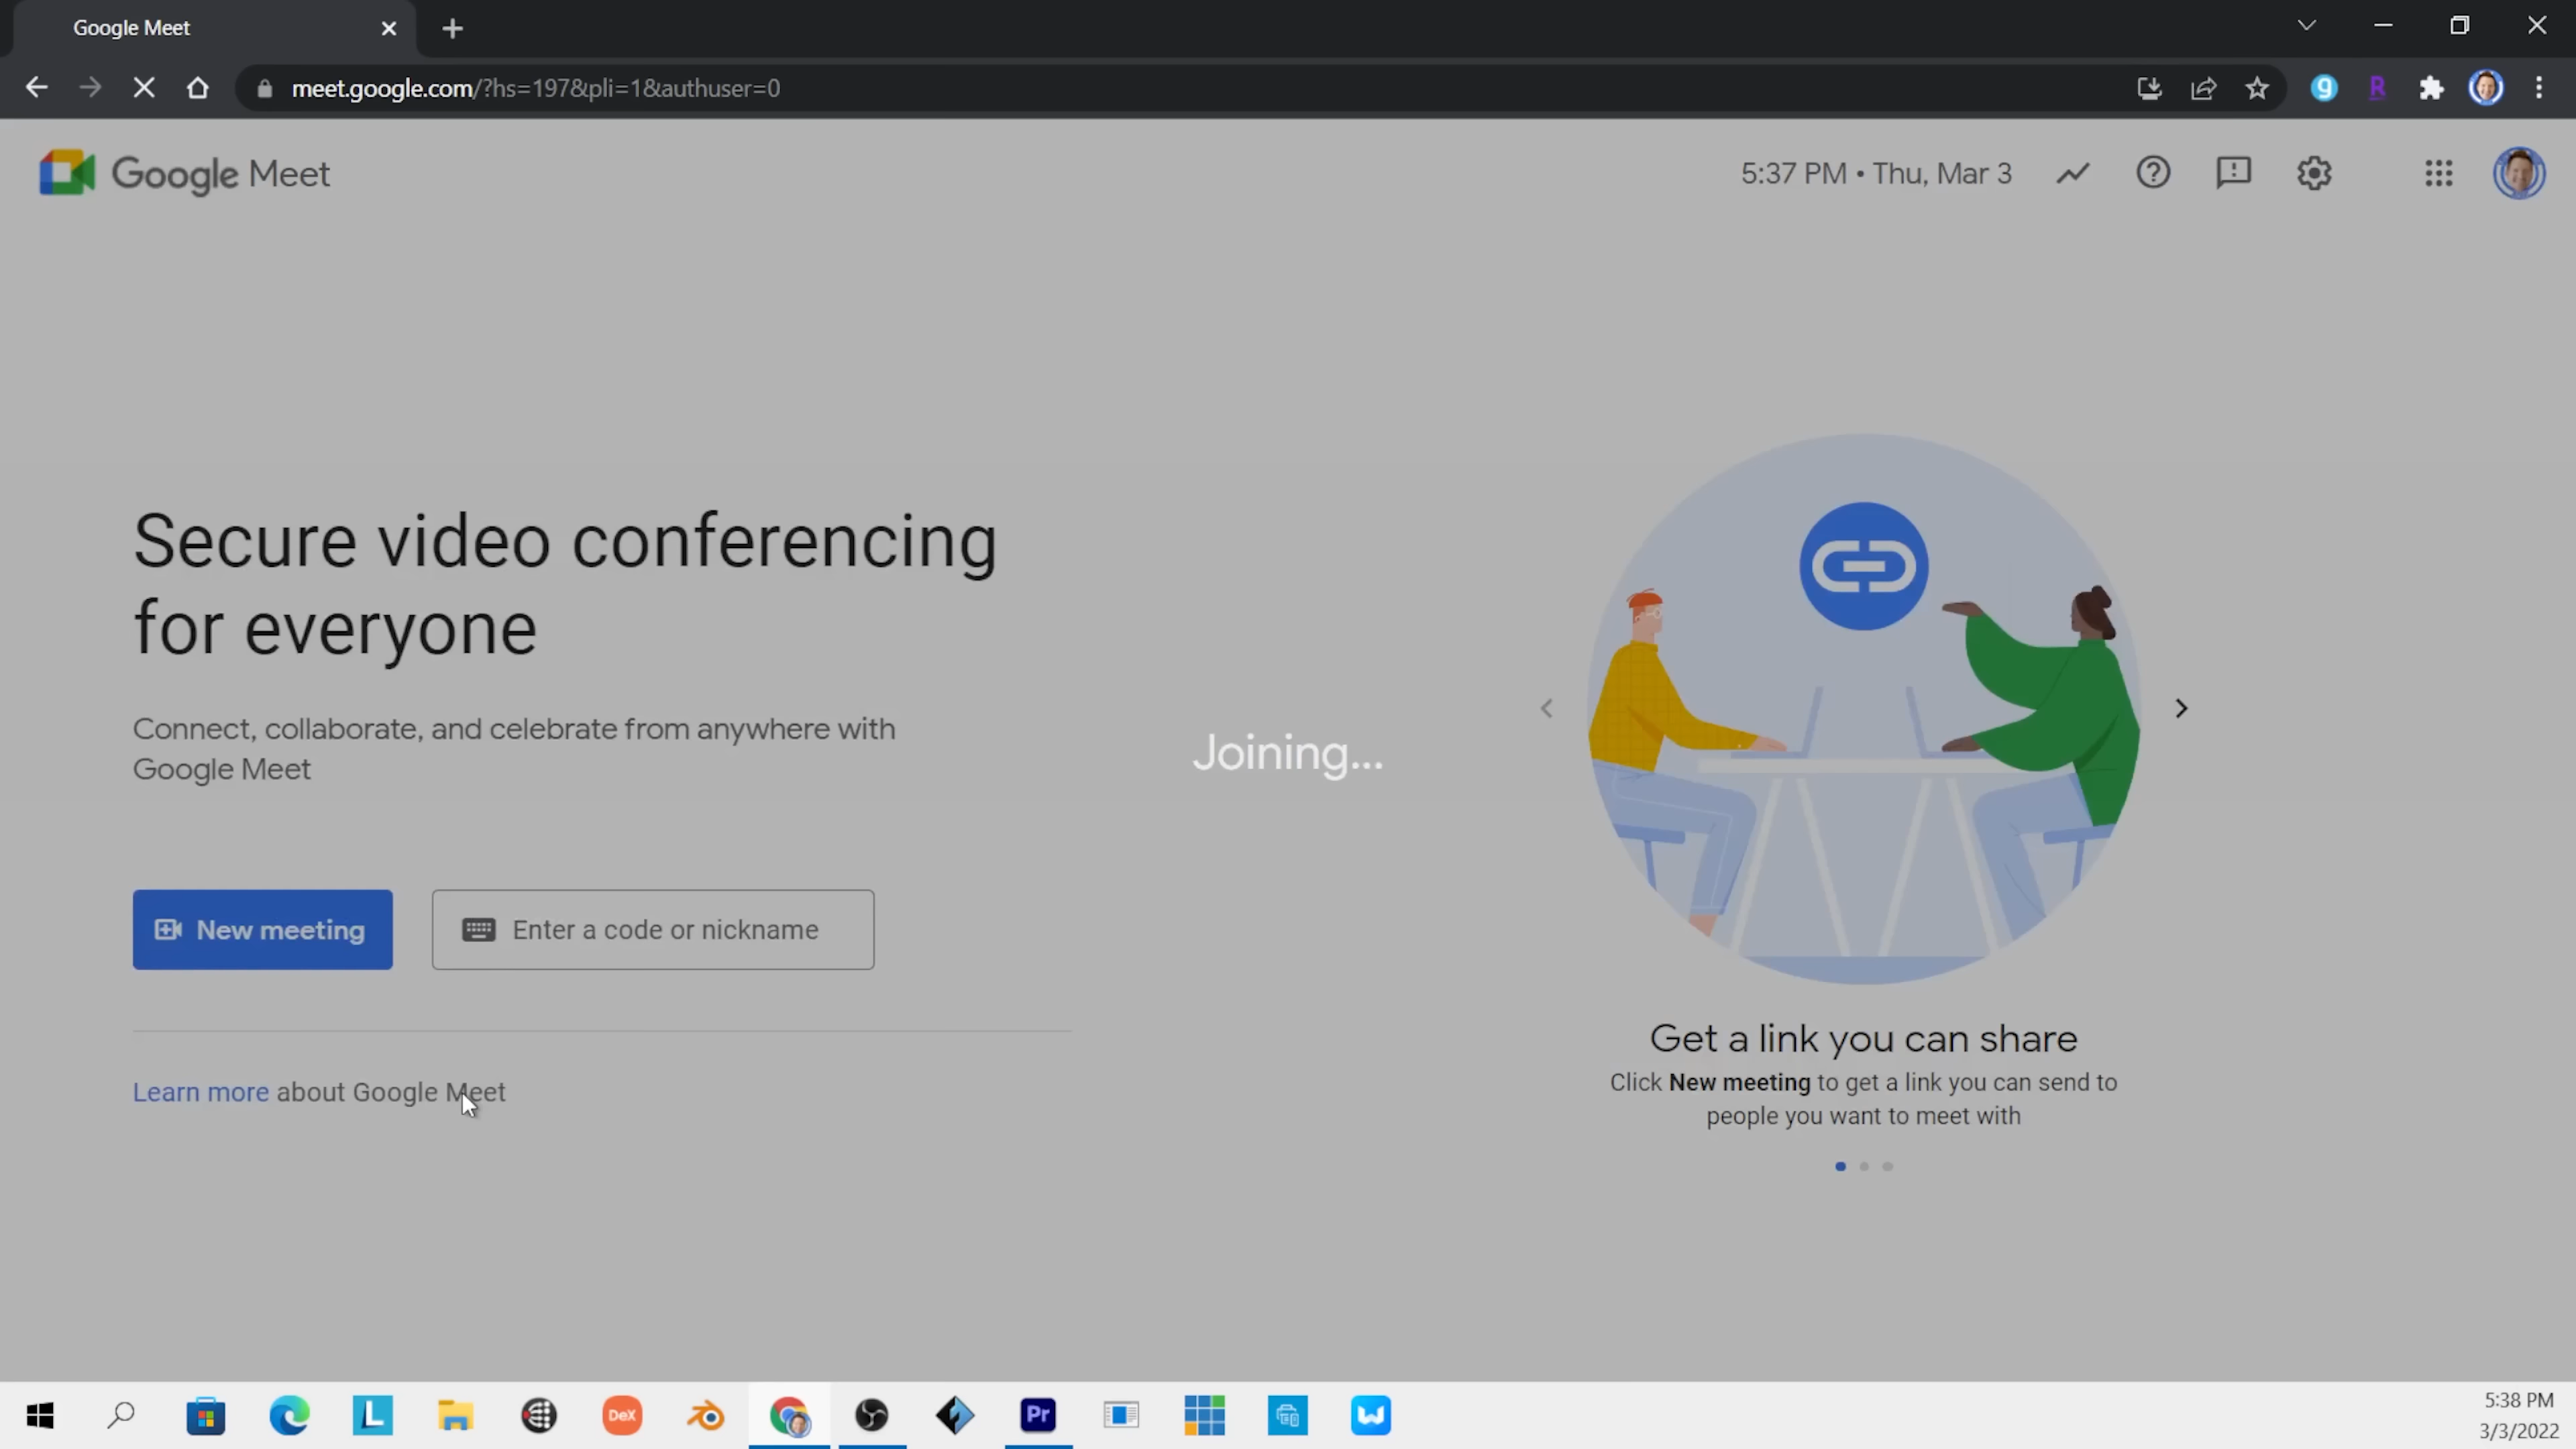 Google Meet
meet.google.com/?hs=197&pli=1&authuser=0
Google Meet
5:37 PM • Thu, Mar 3
Secure video conferencing
for everyone
Connect, collaborate, and celebrate from anywhere with
Google Meet
New meeting
Enter a code or nickname
Learn more about Google Meet
Joining...
Get a link you can share
Click New meeting to get a link you can send to
people you want to meet with
L
DeX
Pr
5:38 PM
3/3/2022